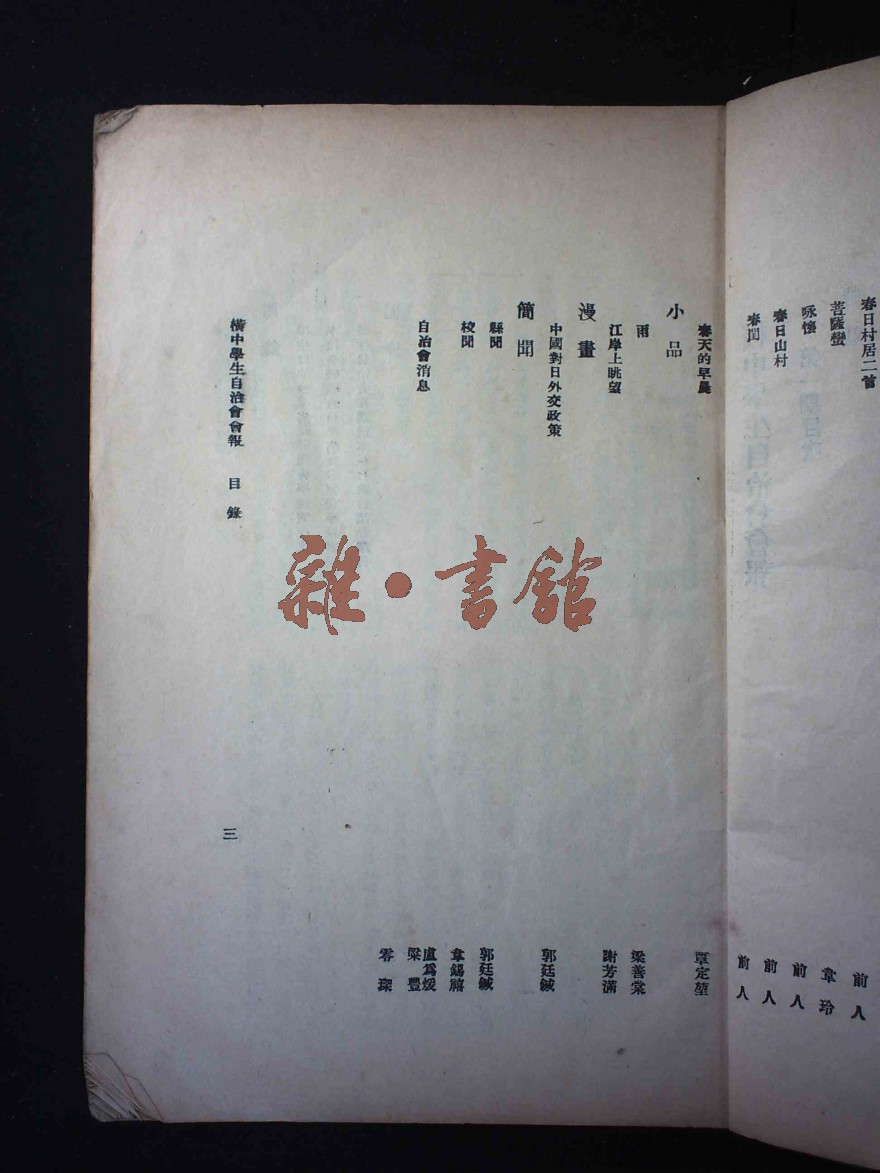 春日村居二首 前人
菩薩蠻 韋玲
咏懷 前人
春日山村 前人
春閨 前人
春天的早晨 覃定堃
小品
雨 梁善棠
江岸上眺望 謝芳滿
漫畫
中國對日外交政策 郭廷鍼
簡聞
縣聞 郭廷鍼
校聞 韋錫禧
盧爲煖
自治會消息 梁豐
零琛
橫中學生自治會會報 目錄
三
雜·書館